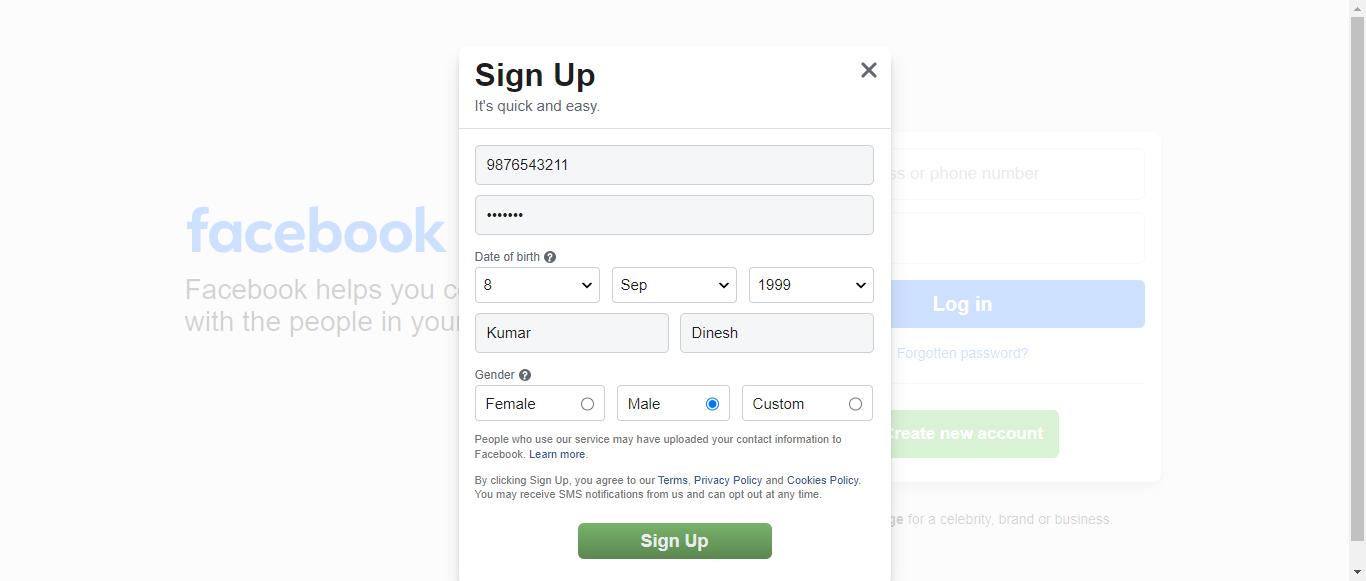 Sign Up
It's quick and easy.
9876543211
•••••••
Date of birth ?
8 Sep 1999
Kumar Dinesh
Gender ?
Female Male Custom
People who use our service may have uploaded your contact information to
Facebook. Learn more.
By clicking Sign Up, you agree to our Terms, Privacy Policy and Cookies Policy.
You may receive SMS notifications from us and can opt out at any time.
Sign Up
facebook
Facebook helps you
with the people in your
or phone number
Log in
Forgotten password?
new account
for a celebrity, brand or business.